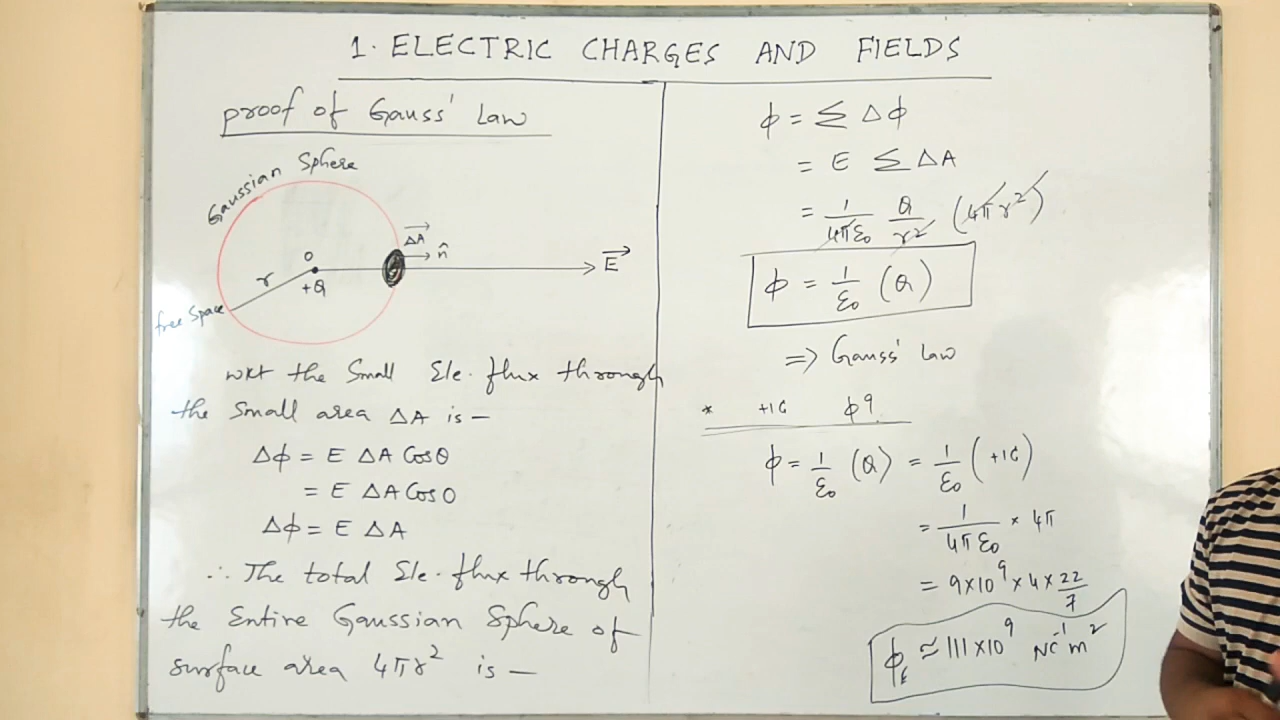 1. ELECTRIC CHARGES AND FIELDS
proof of Gauss' Law
Gaussian Sphere
ΔA⃗
n̂
O
E⃗
r
+Q
free Space
wkt the Small Ele. flux through
the small area ΔA is –
Δϕ = E ΔA Cosθ
= E ΔA Cos0
Δϕ = E ΔA
∴ The total Ele. flux through
the Entire Gaussian Sphere of
surface area 4πr² is –
ϕ = Σ Δϕ
= E Σ ΔA
= 1/4πε₀ Q/r² (4πr²)
ϕ = 1/ε₀ (Q)
=> Gauss' Law
* +1C ϕ?
ϕ = 1/ε₀ (Q) = 1/ε₀ (+1C)
= 1/4πε₀ × 4π
= 9×10⁹ × 4 × 22/7
ϕ_E ≈ 111×10⁹ NC⁻¹m²